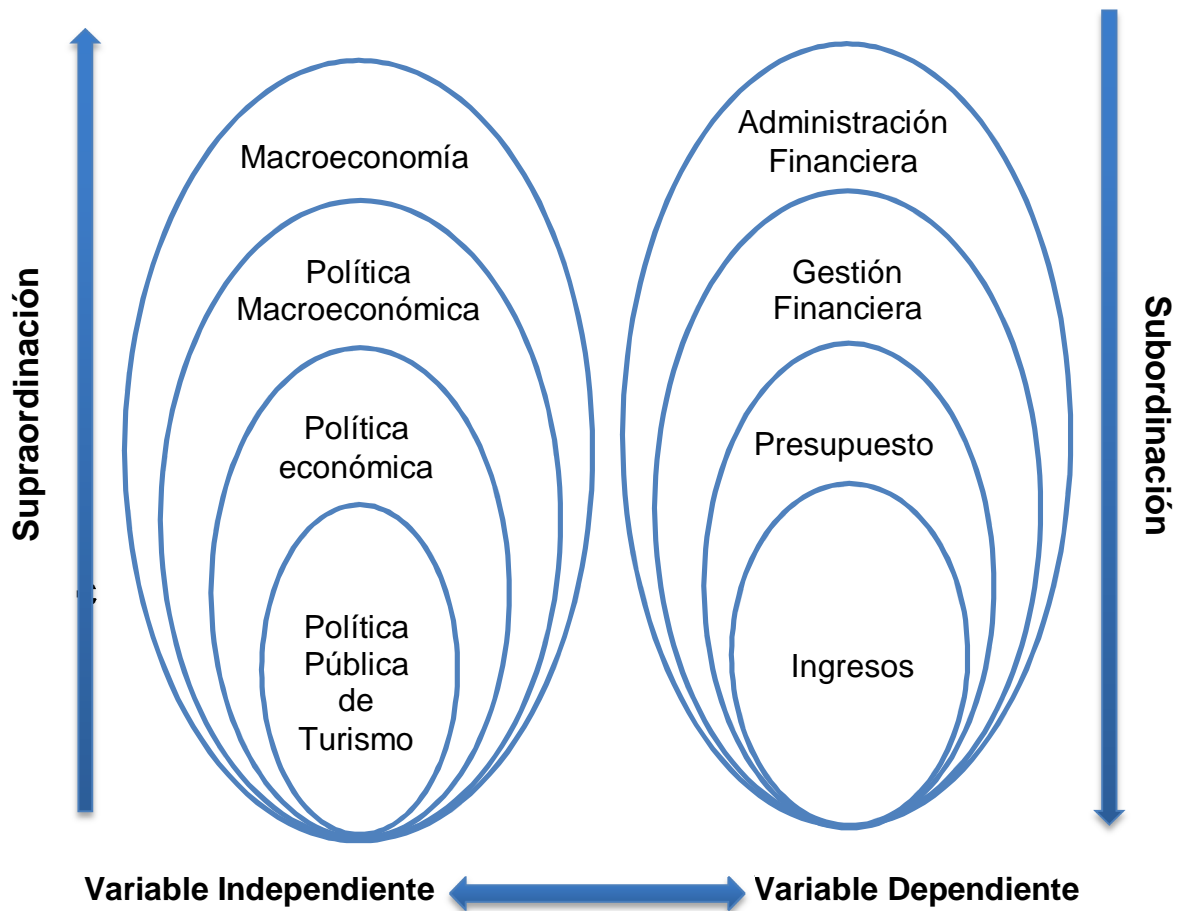 Supraordinación
Macroeconomía
Política
Macroeconómica
Política
económica
Política
Pública
de
Turismo
Administración
Financiera
Gestión
Financiera
Presupuesto
Ingresos
Subordinación
Variable Independiente
Variable Dependiente